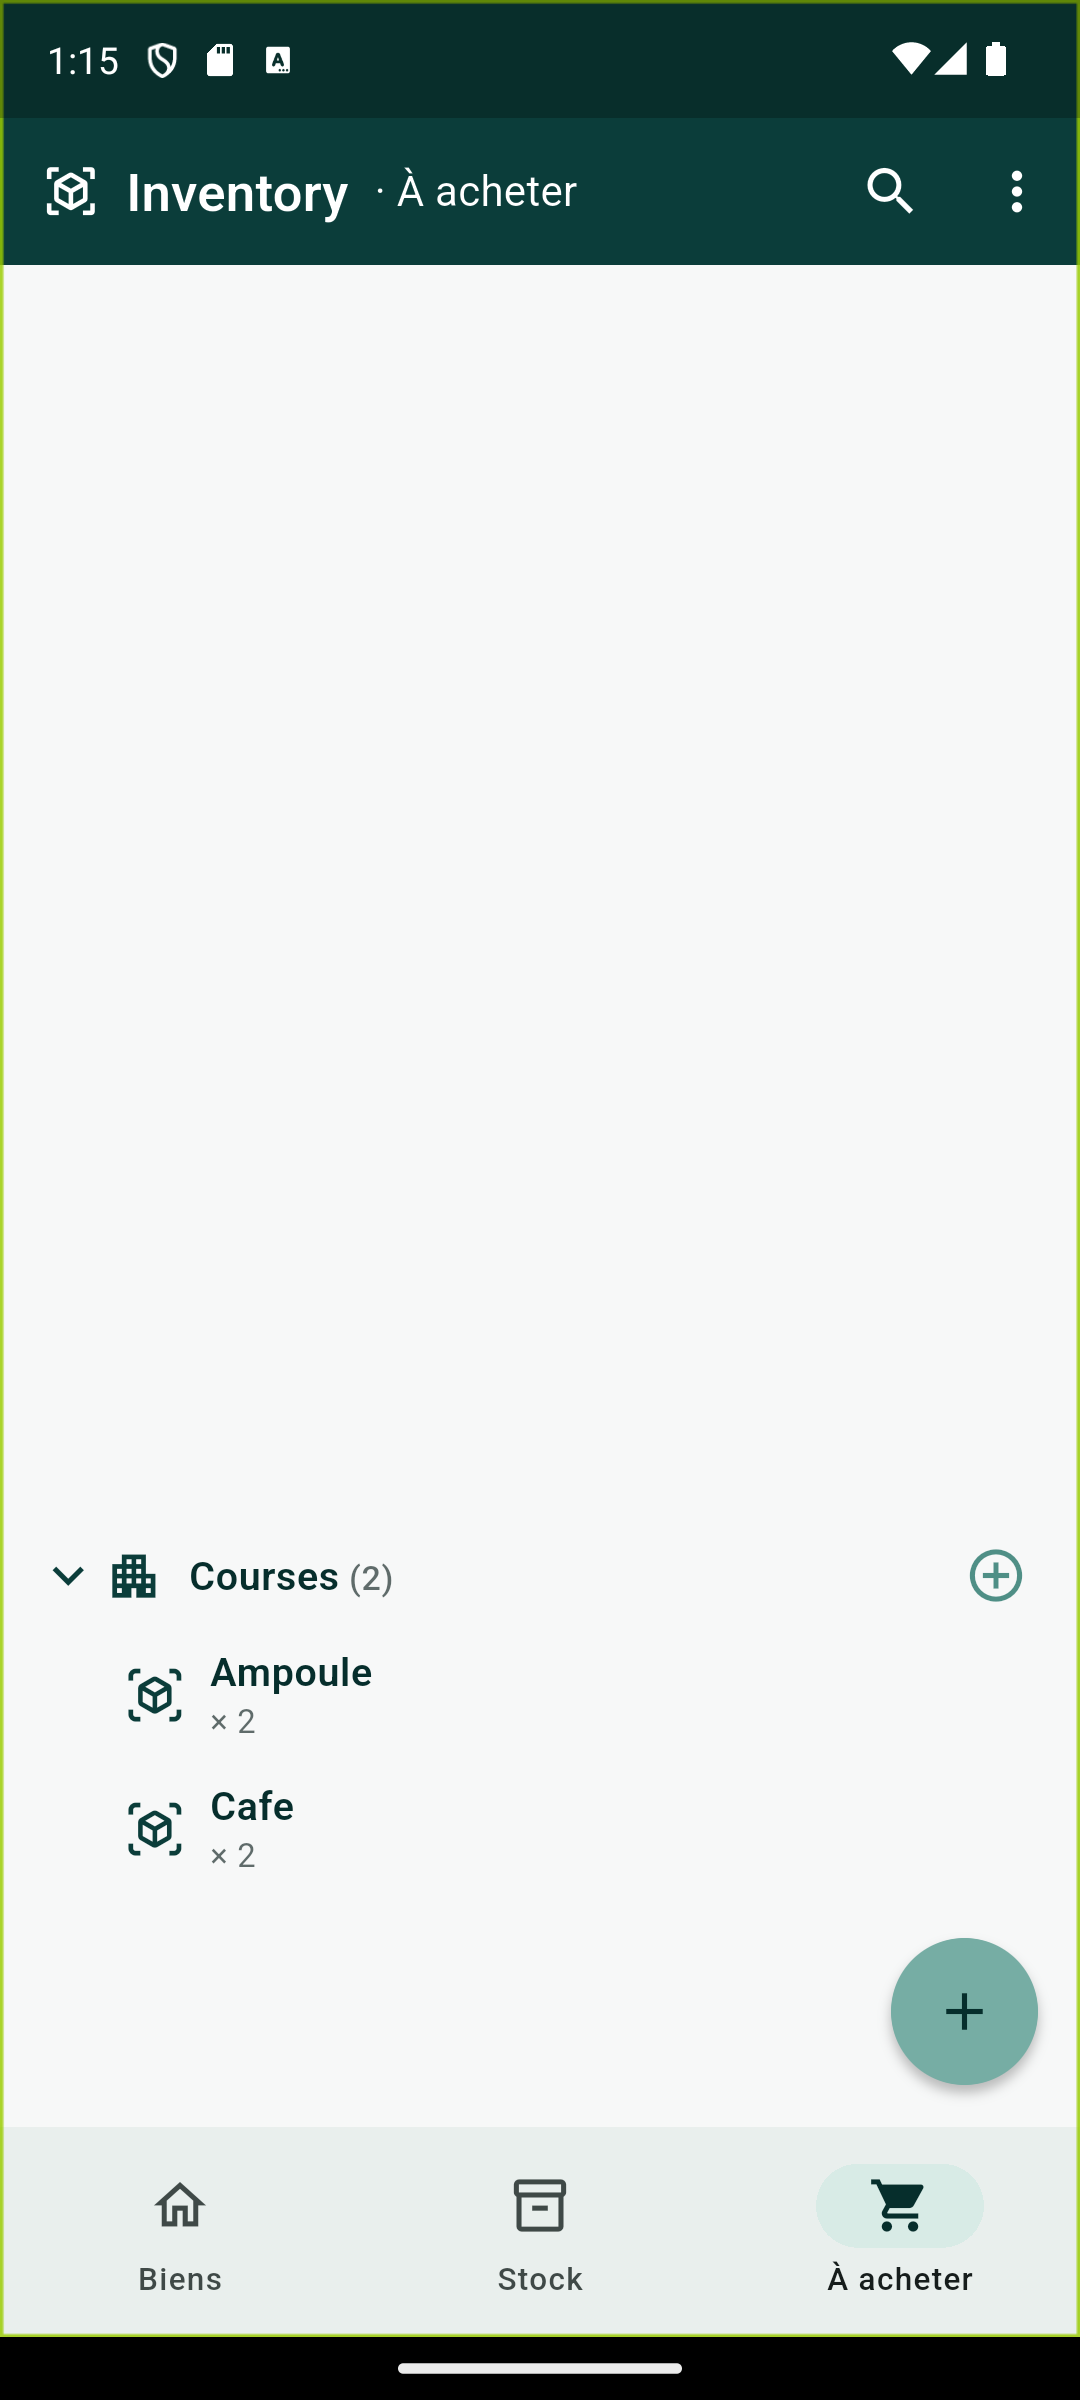 1:15
Inventory · À acheter
Courses (2)
Ampoule
× 2
Cafe
× 2
Biens
Stock
À acheter